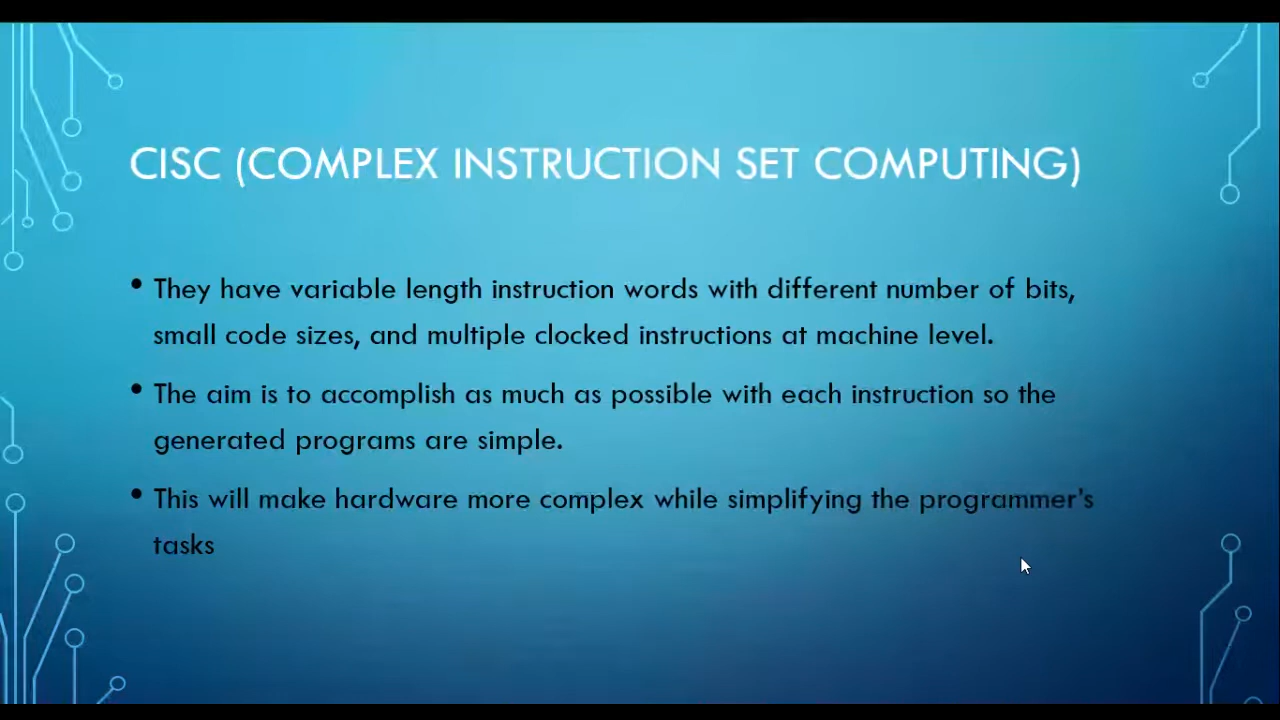 CISC (COMPLEX INSTRUCTION SET COMPUTING)
• They have variable length instruction words with different number of bits,
small code sizes, and multiple clocked instructions at machine level.
• The aim is to accomplish as much as possible with each instruction so the
generated programs are simple.
• This will make hardware more complex while simplifying the programmer's
tasks